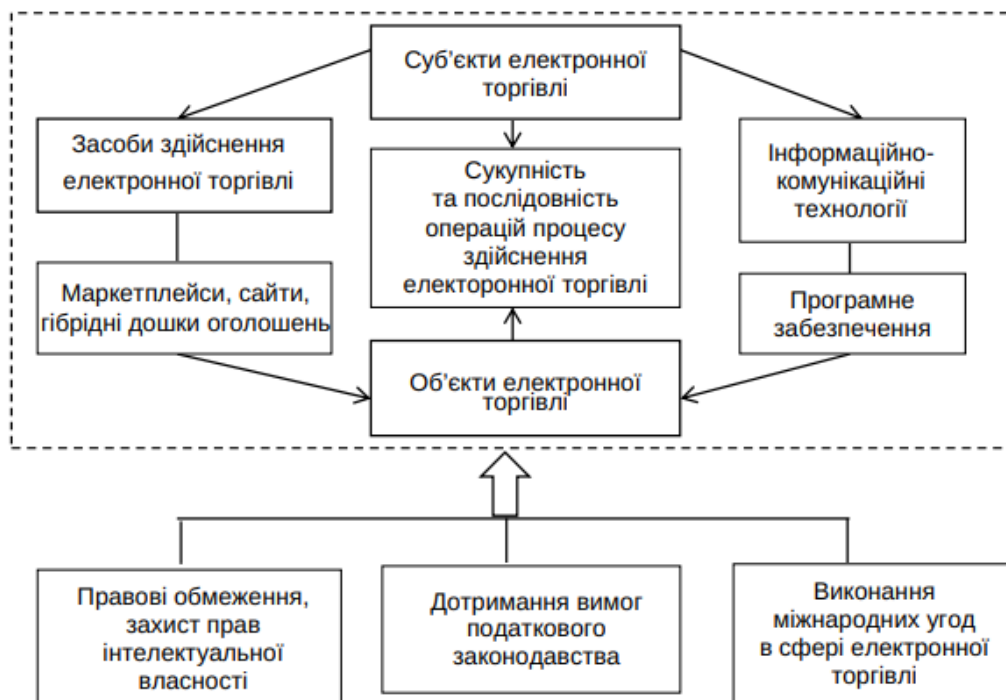 Суб’єкти електронної
торгівлі
Засоби здійснення
електронної торгівлі
Сукупність
та послідовність
операцій процесу
здійснення
електоронної торгівлі
Інформаційно-
комунікаційні
технології
Маркетплейси, сайти,
гібрідні дошки оголошень
Програмне
забезпечення
Об’єкти електронної
торгівлі
Правові обмеження,
захист прав
інтелектуальної
власності
Дотримання вимог
податкового
законодавства
Виконання
міжнародних угод
в сфері електронної
торгівлі